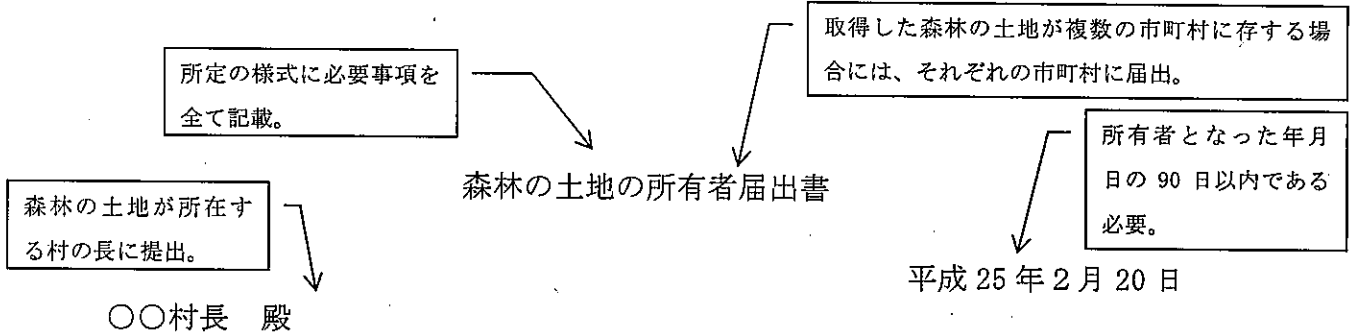 取得した森林の土地が複数の市町村に存する場
合には、それぞれの市町村に届出。
所定の様式に必要事項を
全て記載。
所有者となった年月
日の 90 日以内である
必要。
森林の土地の所有者届出書
森林の土地が所在す
る村の長に提出。
平成 25 年 2 月 20 日
〇〇村長 殿